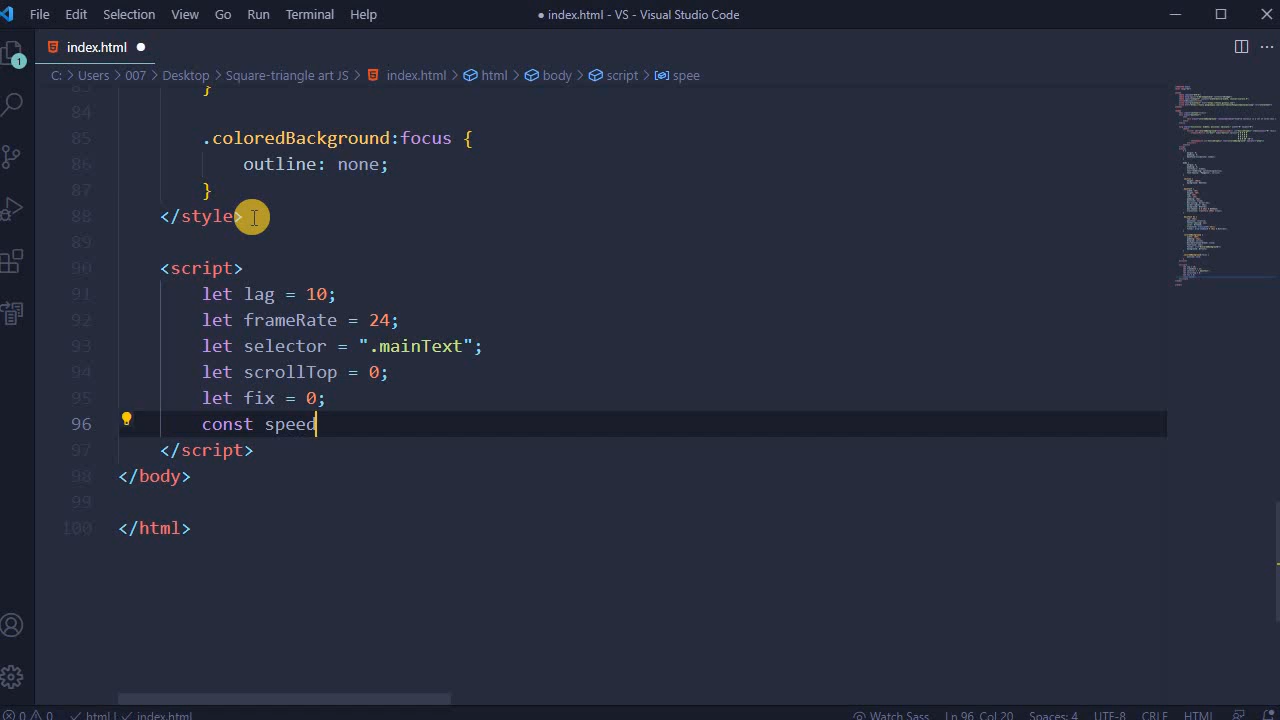 File Edit Selection View Go Run Terminal Help
● index.html - VS - Visual Studio Code
index.html
C: > Users > 007 > Desktop > Square-triangle art JS > index.html > html > body > script > spee
1
83 }
84
85 .coloredBackground:focus {
86 outline: none;
87 }
88 </style>
89
90 <script>
91 let lag = 10;
92 let frameRate = 24;
93 let selector = ".mainText";
94 let scrollTop = 0;
95 let fix = 0;
96 const speed
97 </script>
98 </body>
99
100 </html>
0 0 html index.html Watch Sass Ln 96, Col 20 Spaces: 4 UTF-8 CRLF HTML